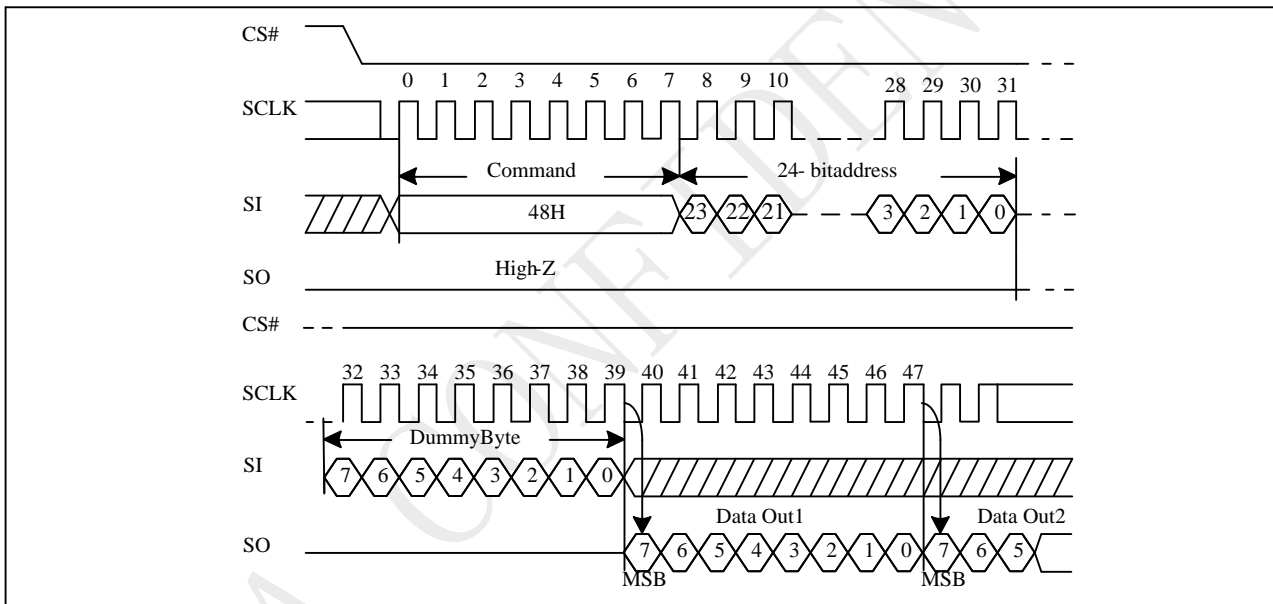 CS#
0 1 2 3 4 5 6 7 8 9 10 28 29 30 31
SCLK
Command 24- bitaddress
SI
48H 23 22 21 3 2 1 0
High-Z
SO
CS#
32 33 34 35 36 37 38 39 40 41 42 43 44 45 46 47
SCLK
DummyByte
SI
7 6 5 4 3 2 1 0
Data Out1 Data Out2
SO
7 6 5 4 3 2 1 0 7 6 5
MSB MSB